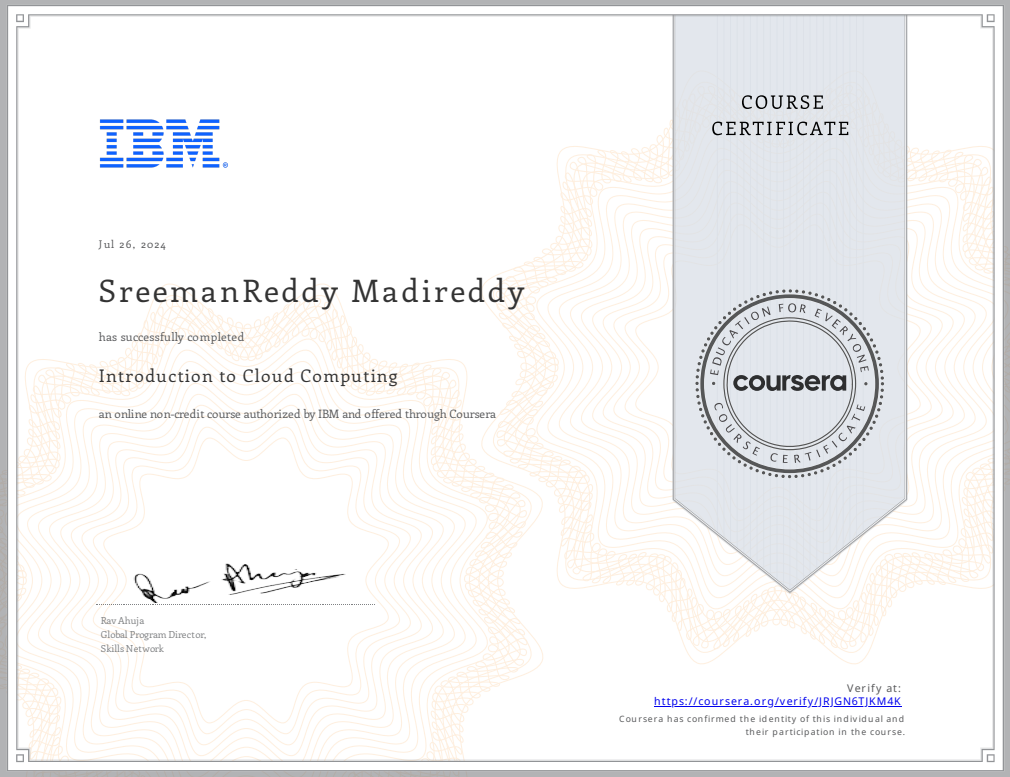 IBM®
COURSE
CERTIFICATE
Jul 26, 2024
SreemanReddy Madireddy
has successfully completed
Introduction to Cloud Computing
an online non-credit course authorized by IBM and offered through Coursera
EDUCATION FOR EVERYONE
coursera
COURSE CERTIFICATE
Rav Ahuja
Rav Ahuja
Global Program Director,
Skills Network
Verify at:
https://coursera.org/verify/JRJGN6TJKM4K
Coursera has confirmed the identity of this individual and
their participation in the course.